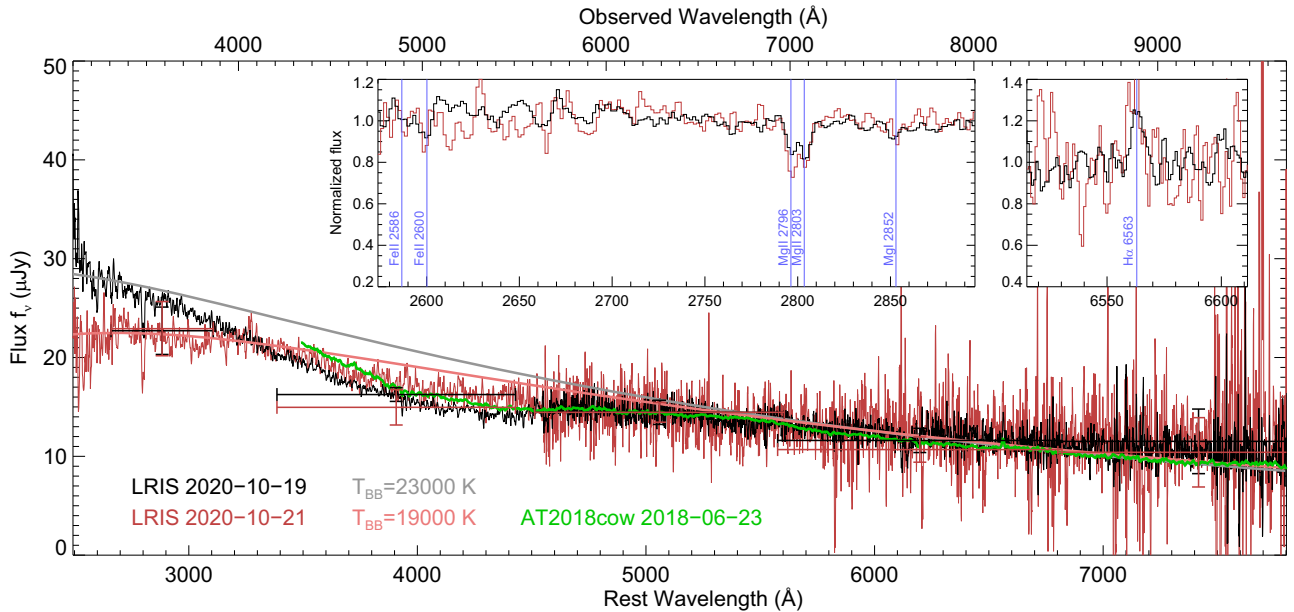 Observed Wavelength (Å)
4000 5000 6000 7000 8000 9000
50
40
30
20
10
0
Flux fν (μJy)
1.2
1.0
0.8
0.6
0.4
0.2
Normalized flux
FeII 2586
FeII 2600
MgII 2796
MgII 2803
MgI 2852
2600 2650 2700 2750 2800 2850
1.4
1.2
1.0
0.8
0.6
0.4
Hα 6563
6550 6600
LRIS 2020−10−19 TBB=23000 K
LRIS 2020−10−21 TBB=19000 K AT2018cow 2018−06−23
3000 4000 5000 6000 7000
Rest Wavelength (Å)